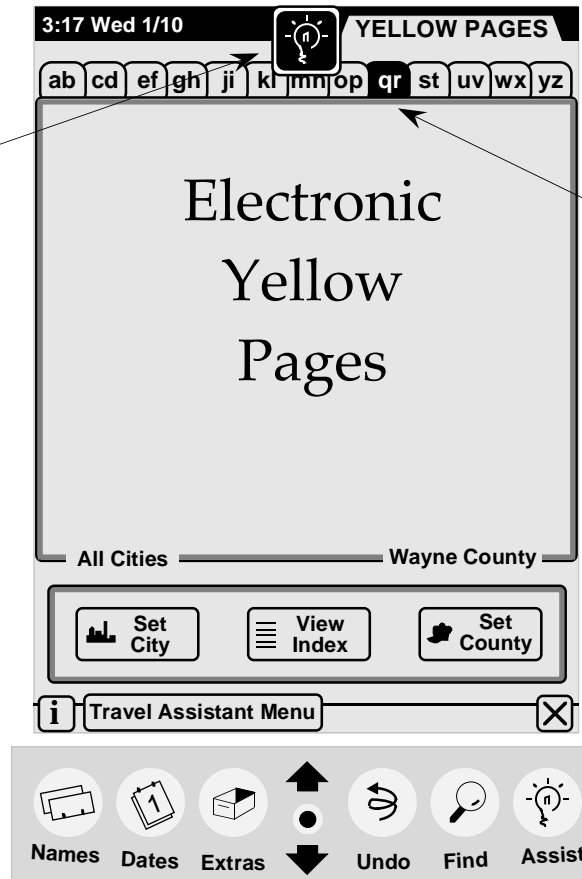 3:17 Wed 1/10 YELLOW PAGES
ab cd ef gh ji kl mn op qr st uv wx yz
Electronic
Yellow
Pages
All Cities Wayne County
Set City View Index Set County
i Travel Assistant Menu
1
Names Dates Extras Undo Find Assist